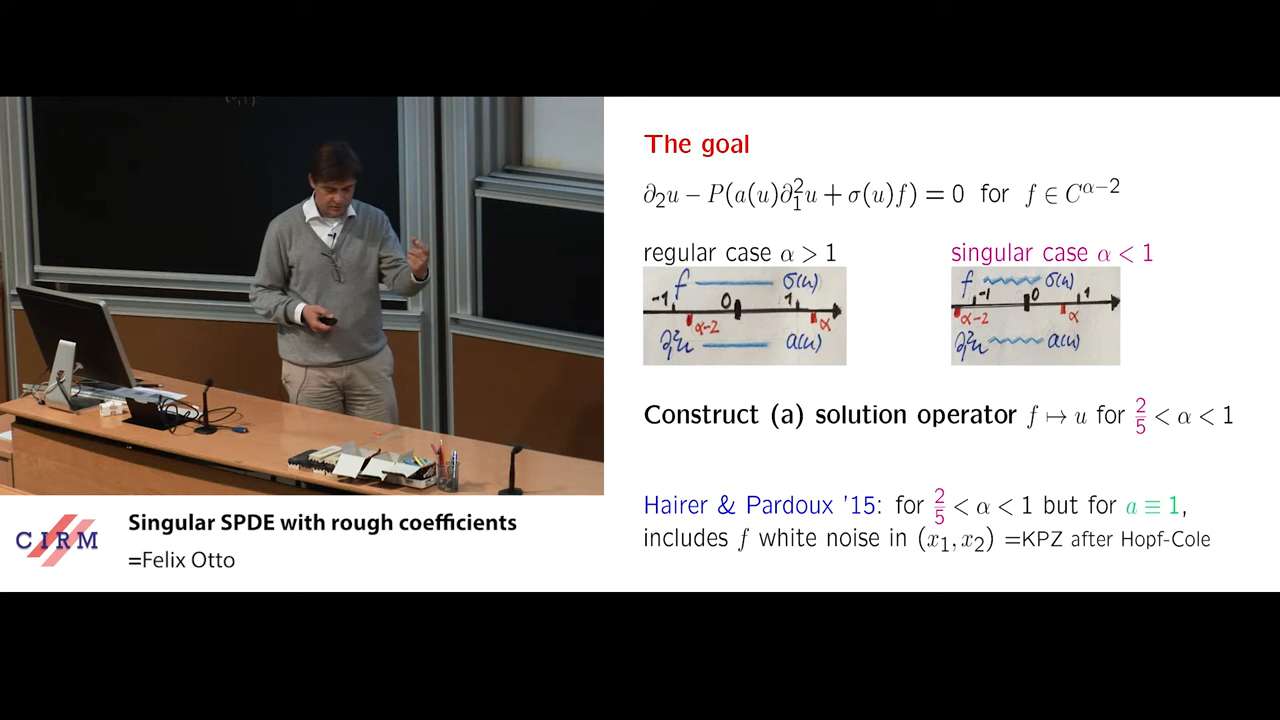 The goal
∂₂u − P(a(u)∂₁²u + σ(u)f) = 0 for f ∈ C^{α−2}
regular case α > 1
singular case α < 1
f σ(u)
-1 0 1
α-2 α
∂₁²u a(u)
f σ(u)
-1 0 1
α-2 α
∂₁²u a(u)
Construct (a) solution operator f ↦ u for 2/5 < α < 1
Hairer & Pardoux '15: for 2/5 < α < 1 but for a ≡ 1,
includes f white noise in (x₁, x₂) =KPZ after Hopf-Cole
CIRM
Singular SPDE with rough coefficients
=Felix Otto